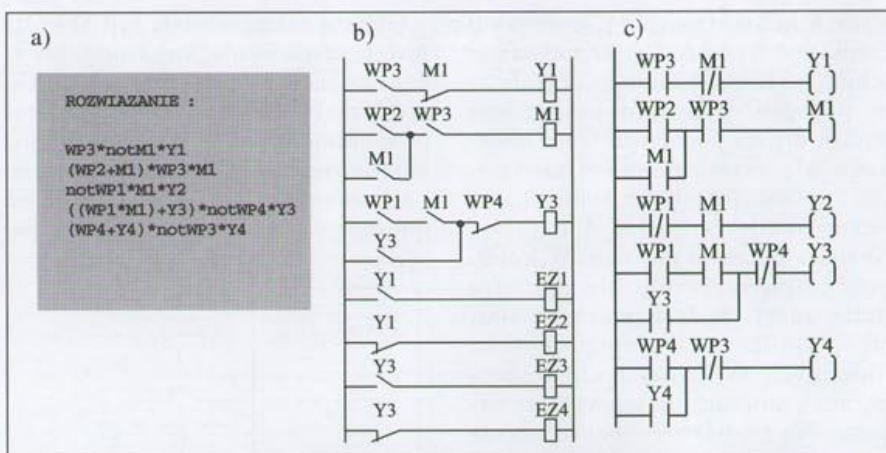 a)
ROZWIAZANIE :
WP3*notM1*Y1
(WP2+M1)*WP3*M1
notWP1*M1*Y2
((WP1*M1)+Y3)*notWP4*Y3
(WP4+Y4)*notWP3*Y4
b)
WP3 M1 Y1
WP2 WP3 M1
M1
WP1 M1 WP4 Y3
Y3
Y1 EZ1
Y1 EZ2
Y3 EZ3
Y3 EZ4
c)
WP3 M1 Y1
WP2 WP3 M1
M1
WP1 M1 Y2
WP1 M1 WP4 Y3
Y3
WP4 WP3 Y4
Y4